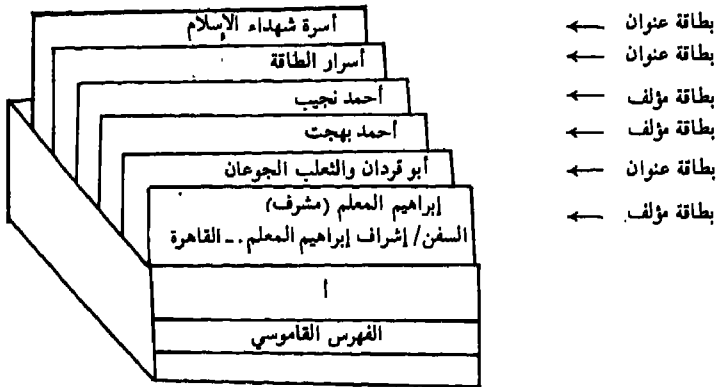 أسرة شهداء الإسلام ← بطاقة عنوان
أسرار الطاقة ← بطاقة عنوان
أحمد نجيب ← بطاقة مؤلف
أحمد بهجت ← بطاقة مؤلف
أبو قردان والثعلب الجوعان ← بطاقة عنوان
إبراهيم المعلم (مشرف) ← بطاقة مؤلف
السفن/ إشراف إبراهيم المعلم. ــ القاهرة
أ
الفهرس القاموسي